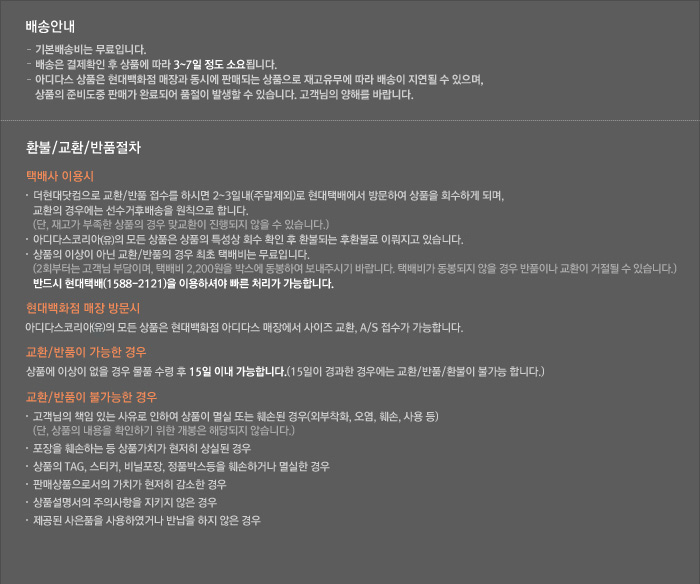 배송안내
- 기본배송비는 무료입니다.
- 배송은 결제확인 후 상품에 따라 3~7일 정도 소요됩니다.
- 아디다스 상품은 현대백화점 매장과 동시에 판매되는 상품으로 재고유무에 따라 배송이 지연될 수 있으며,
상품의 준비도중 판매가 완료되어 품절이 발생할 수 있습니다. 고객님의 양해를 바랍니다.
환불/교환/반품절차
택배사 이용시
· 더현대닷컴으로 교환/반품 접수를 하시면 2~3일내(주말제외)로 현대택배에서 방문하여 상품을 회수하게 되며,
교환의 경우에는 선수거후배송을 원칙으로 합니다.
(단, 재고가 부족한 상품의 경우 맞교환이 진행되지 않을 수 있습니다.)
· 아디다스코리아(유)의 모든 상품은 상품의 특성상 회수 확인 후 환불되는 후환불로 이뤄지고 있습니다.
· 상품의 이상이 아닌 교환/반품의 경우 최초 택배비는 무료입니다.
(2회부터는 고객님 부담이며, 택배비 2,200원을 박스에 동봉하여 보내주시기 바랍니다. 택배비가 동봉되지 않을 경우 반품이나 교환이 거절될 수 있습니다.)
반드시 현대택배(1588-2121)을 이용하셔야 빠른 처리가 가능합니다.
현대백화점 매장 방문시
아디다스코리아(유)의 모든 상품은 현대백화점 아디다스 매장에서 사이즈 교환, A/S 접수가 가능합니다.
교환/반품이 가능한 경우
상품에 이상이 없을 경우 물품 수령 후 15일 이내 가능합니다.(15일이 경과한 경우에는 교환/반품/환불이 불가능 합니다.)
교환/반품이 불가능한 경우
· 고객님의 책임 있는 사유로 인하여 상품이 멸실 또는 훼손된 경우(외부착화, 오염, 훼손, 사용 등)
(단, 상품의 내용을 확인하기 위한 개봉은 해당되지 않습니다.)
· 포장을 훼손하는 등 상품가치가 현저히 상실된 경우
· 상품의 TAG, 스티커, 비닐포장, 정품박스등을 훼손하거나 멸실한 경우
· 판매상품으로서의 가치가 현저히 감소한 경우
· 상품설명서의 주의사항을 지키지 않은 경우
· 제공된 사은품을 사용하였거나 반납을 하지 않은 경우